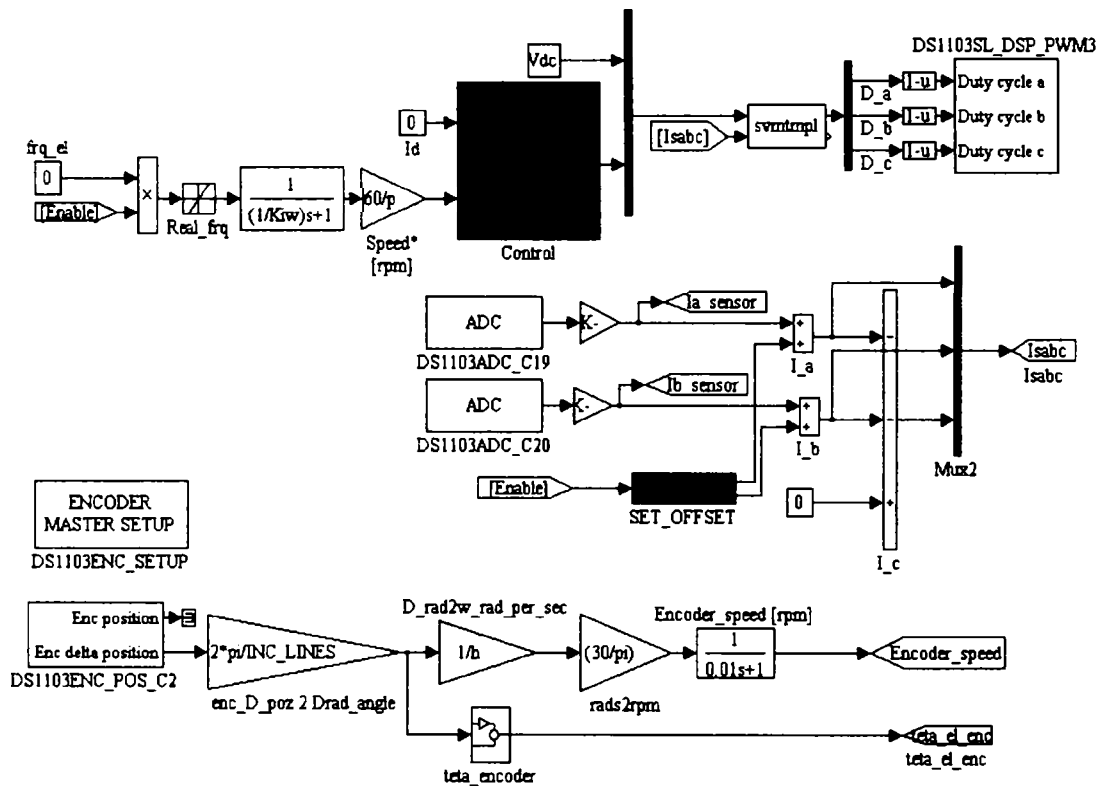 DS1103SL_DSP_PWM3
Vdc
0
Id
[Isabc]
svmtmpl
D_a
D_b
D_c
1-u
1-u
1-u
Duty cycle a
Duty cycle b
Duty cycle c
frq_el
0
[Enable]
×
Real_frq
1
(1/Kiw)s+1
60/p
Speed*
[rpm]
Control
ADC
DS1103ADC_C19
K-
Ia_sensor
+
+
I_a
ADC
DS1103ADC_C20
K-
Ib_sensor
+
+
I_b
-
-
+
Isabc
Isabc
Mux2
[Enable]
SET_OFFSET
0
I_c
ENCODER
MASTER SETUP
DS1103ENC_SETUP
Enc position
Enc delta position
DS1103ENC_POS_C2
2*pi/INC_LINES
enc_D_poz 2 Drad_angle
D_rad2w_rad_per_sec
1/h
(30/pi)
rads2rpm
Encoder_speed [rpm]
1
0.01s+1
Encoder_speed
teta_encoder
teta_el_enc
teta_el_enc